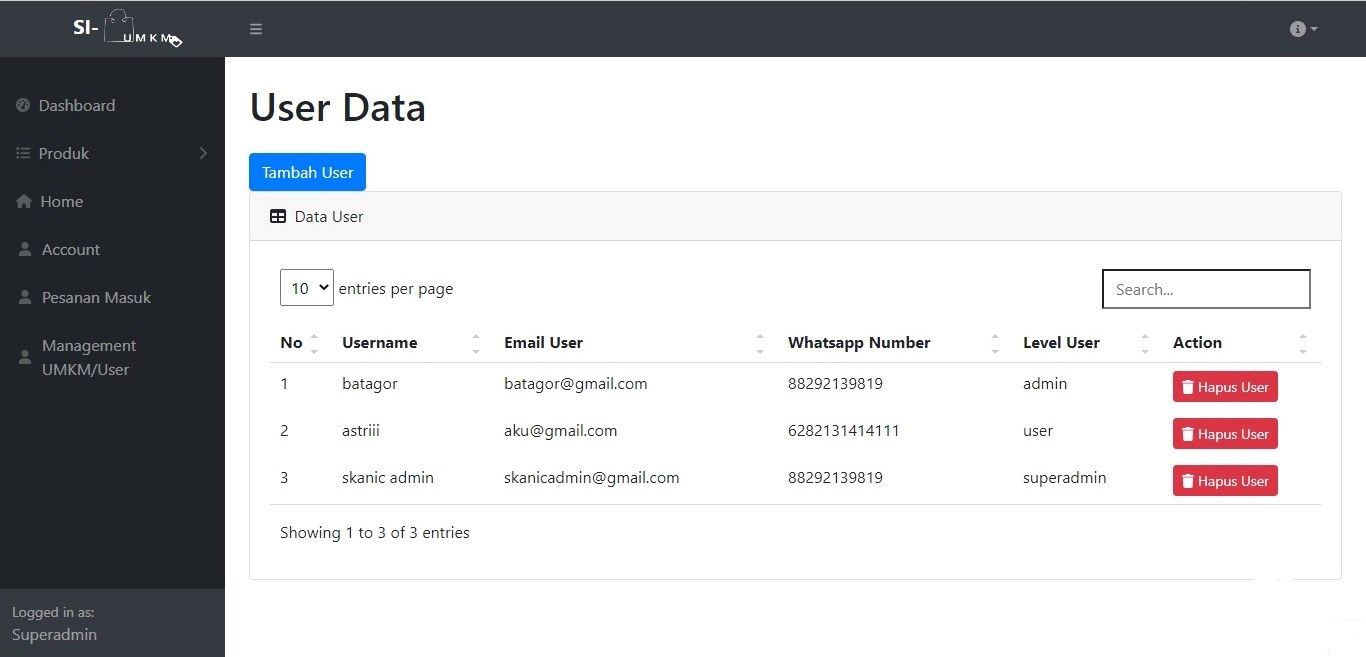 SI- UMKM
Dashboard
Produk
Home
Account
Pesanan Masuk
Management
UMKM/User
Logged in as:
Superadmin
User Data
Tambah User
Data User
10 entries per page
Search...
No Username Email User Whatsapp Number Level User Action
1 batagor batagor@gmail.com 88292139819 admin Hapus User
2 astriii aku@gmail.com 6282131414111 user Hapus User
3 skanic admin skanicadmin@gmail.com 88292139819 superadmin Hapus User
Showing 1 to 3 of 3 entries